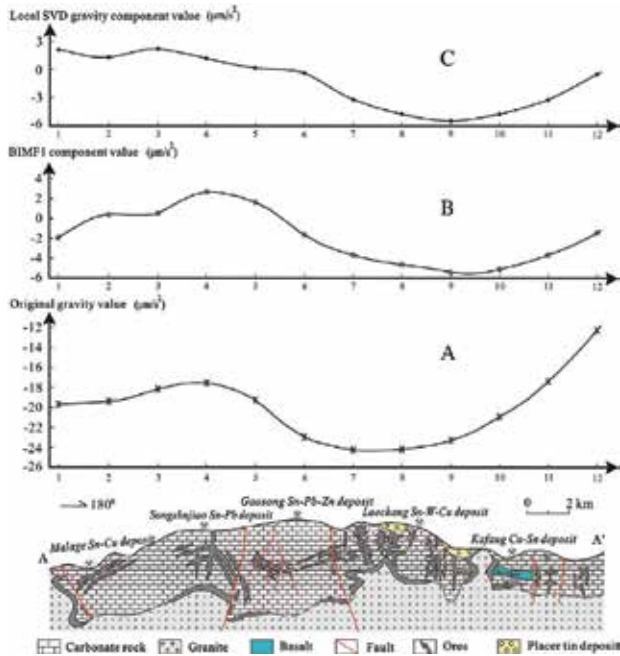 Local SVD gravity component value (μm/s²)
3
0
-3
-6
C
1 2 3 4 5 6 7 8 9 10 11 12
BIMF1 component value (μm/s²)
4
2
0
-2
-4
-6
B
1 2 3 4 5 6 7 8 9 10 11 12
Original gravity value (μm/s²)
-12
-14
-16
-18
-20
-22
-24
-26
A
1 2 3 4 5 6 7 8 9 10 11 12
180°
Malage Sn-Cu deposit
Songshujiao Sn-Pb deposit
Gaosong Sn-Pb-Zn deposit
Laochang Sn-W-Cu deposit
Kafang Cu-Sn deposit
0 2 km
A A'
Carbonate rock Granite Basalt Fault Ores Placer tin deposit